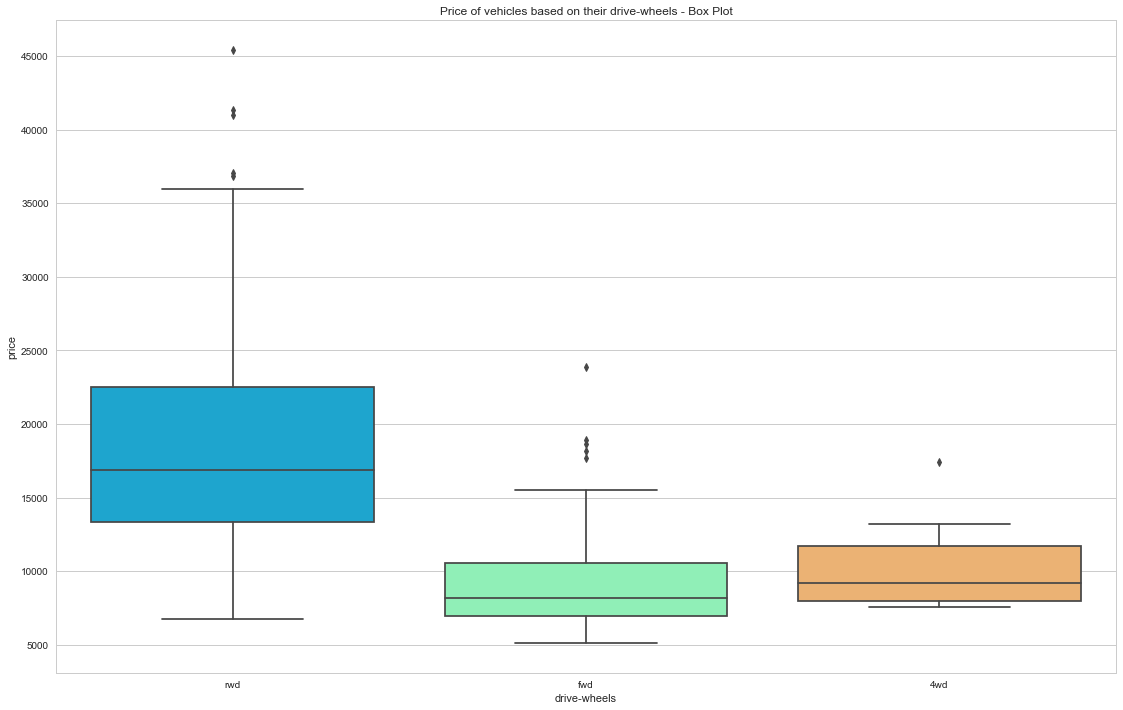 Price of vehicles based on their drive-wheels - Box Plot
45000
40000
35000
30000
25000
20000
15000
10000
5000
price
rwd
fwd
4wd
drive-wheels